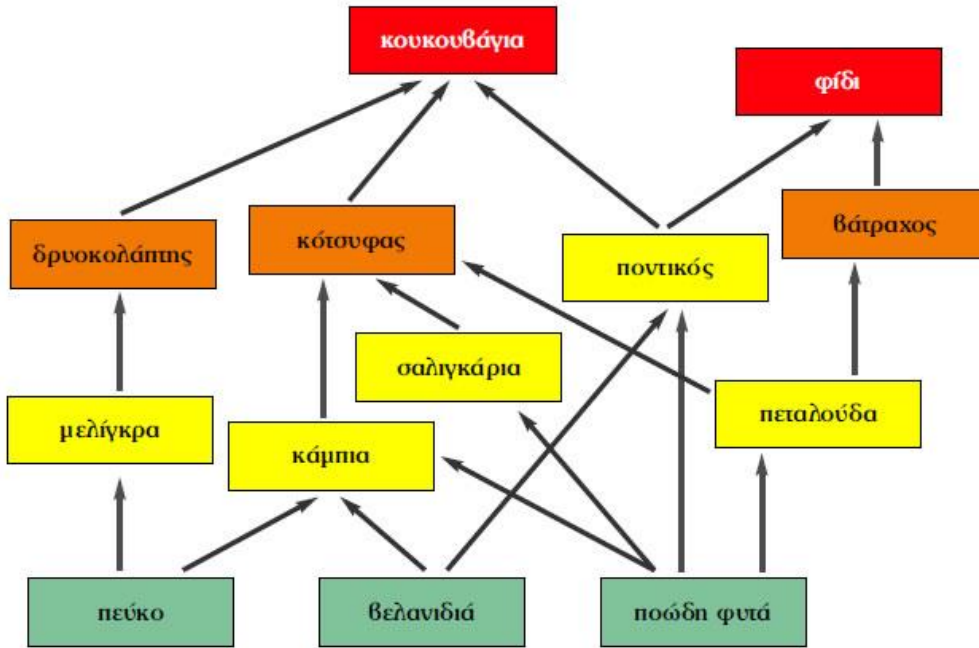 κουκουβάγια
φίδι
δρυοκολάπτης
κότσυφας
ποντικός
βάτραχος
μελίγκρα
κάμπια
σαλιγκάρια
πεταλούδα
πεύκο
βελανιδιά
ποώδη φυτά